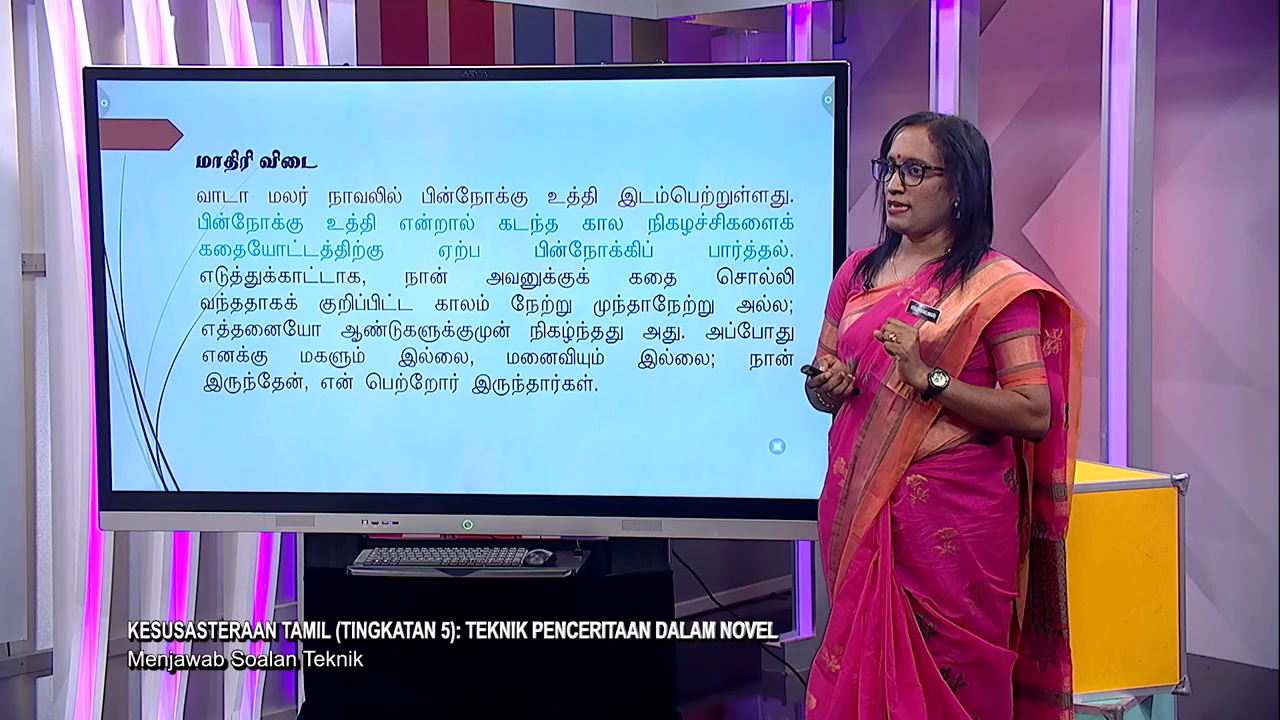 மாதிரி விடை
வாடா மலர் நாவலில் பின்நோக்கு உத்தி இடம்பெற்றுள்ளது.
பின்நோக்கு உத்தி என்றால் கடந்த கால நிகழச்சிகளைக்
கதையோட்டத்திற்கு ஏற்ப பின்நோக்கிப் பார்த்தல்.
எடுத்துக்காட்டாக, நான் அவனுக்குக் கதை சொல்லி
வந்ததாகக் குறிப்பிட்ட காலம் நேற்று முந்தாநேற்று அல்ல;
எத்தனையோ ஆண்டுகளுக்குமுன் நிகழ்ந்தது அது. அப்போது
எனக்கு மகளும் இல்லை, மனைவியும் இல்லை; நான்
இருந்தேன், என் பெற்றோர் இருந்தார்கள்.
KESUSASTERAAN TAMIL (TINGKATAN 5): TEKNIK PENCERITAAN DALAM NOVEL
Menjawab Soalan Teknik